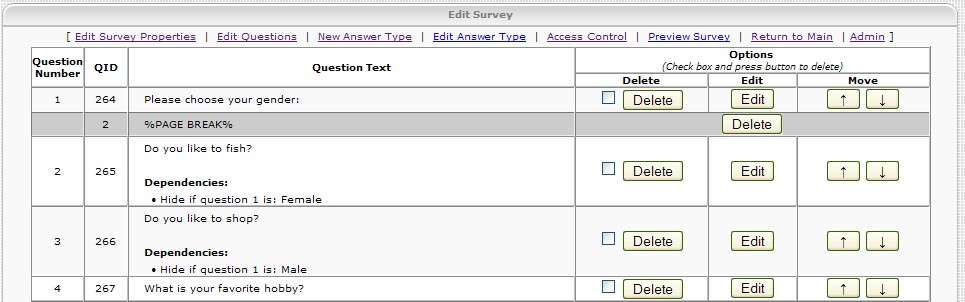 Edit Survey
[ Edit Survey Properties | Edit Questions | New Answer Type | Edit Answer Type | Access Control | Preview Survey | Return to Main | Admin ]
Question Number QID Question Text Options
(Check box and press button to delete)
Delete Edit Move
1 264 Please choose your gender: Delete Edit ↑ ↓
2 %PAGE BREAK% Delete
Do you like to fish?
2 265 Delete Edit ↑ ↓
Dependencies:
• Hide if question 1 is: Female
Do you like to shop?
3 266 Delete Edit ↑ ↓
Dependencies:
• Hide if question 1 is: Male
4 267 What is your favorite hobby? Delete Edit ↑ ↓